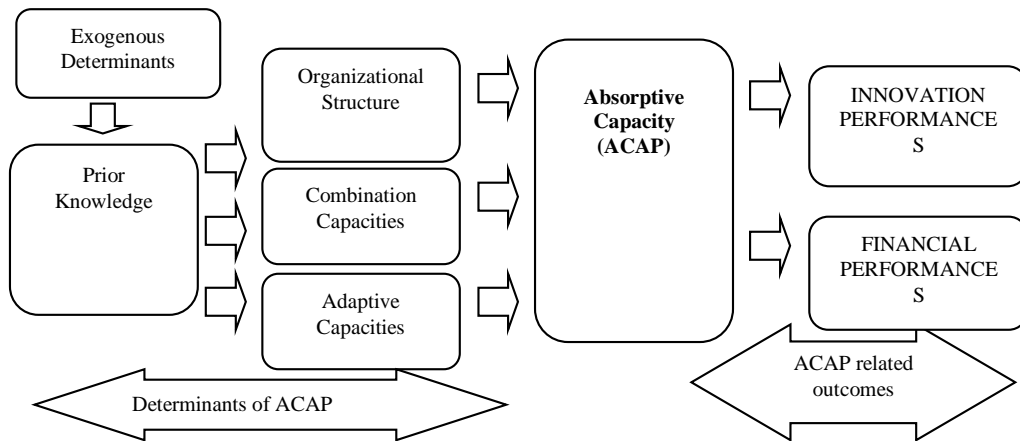 Exogenous
Determinants
Prior
Knowledge
Organizational
Structure
Combination
Capacities
Adaptive
Capacities
Absorptive
Capacity
(ACAP)
INNOVATION
PERFORMANCE
S
FINANCIAL
PERFORMANCE
S
Determinants of ACAP
ACAP related
outcomes